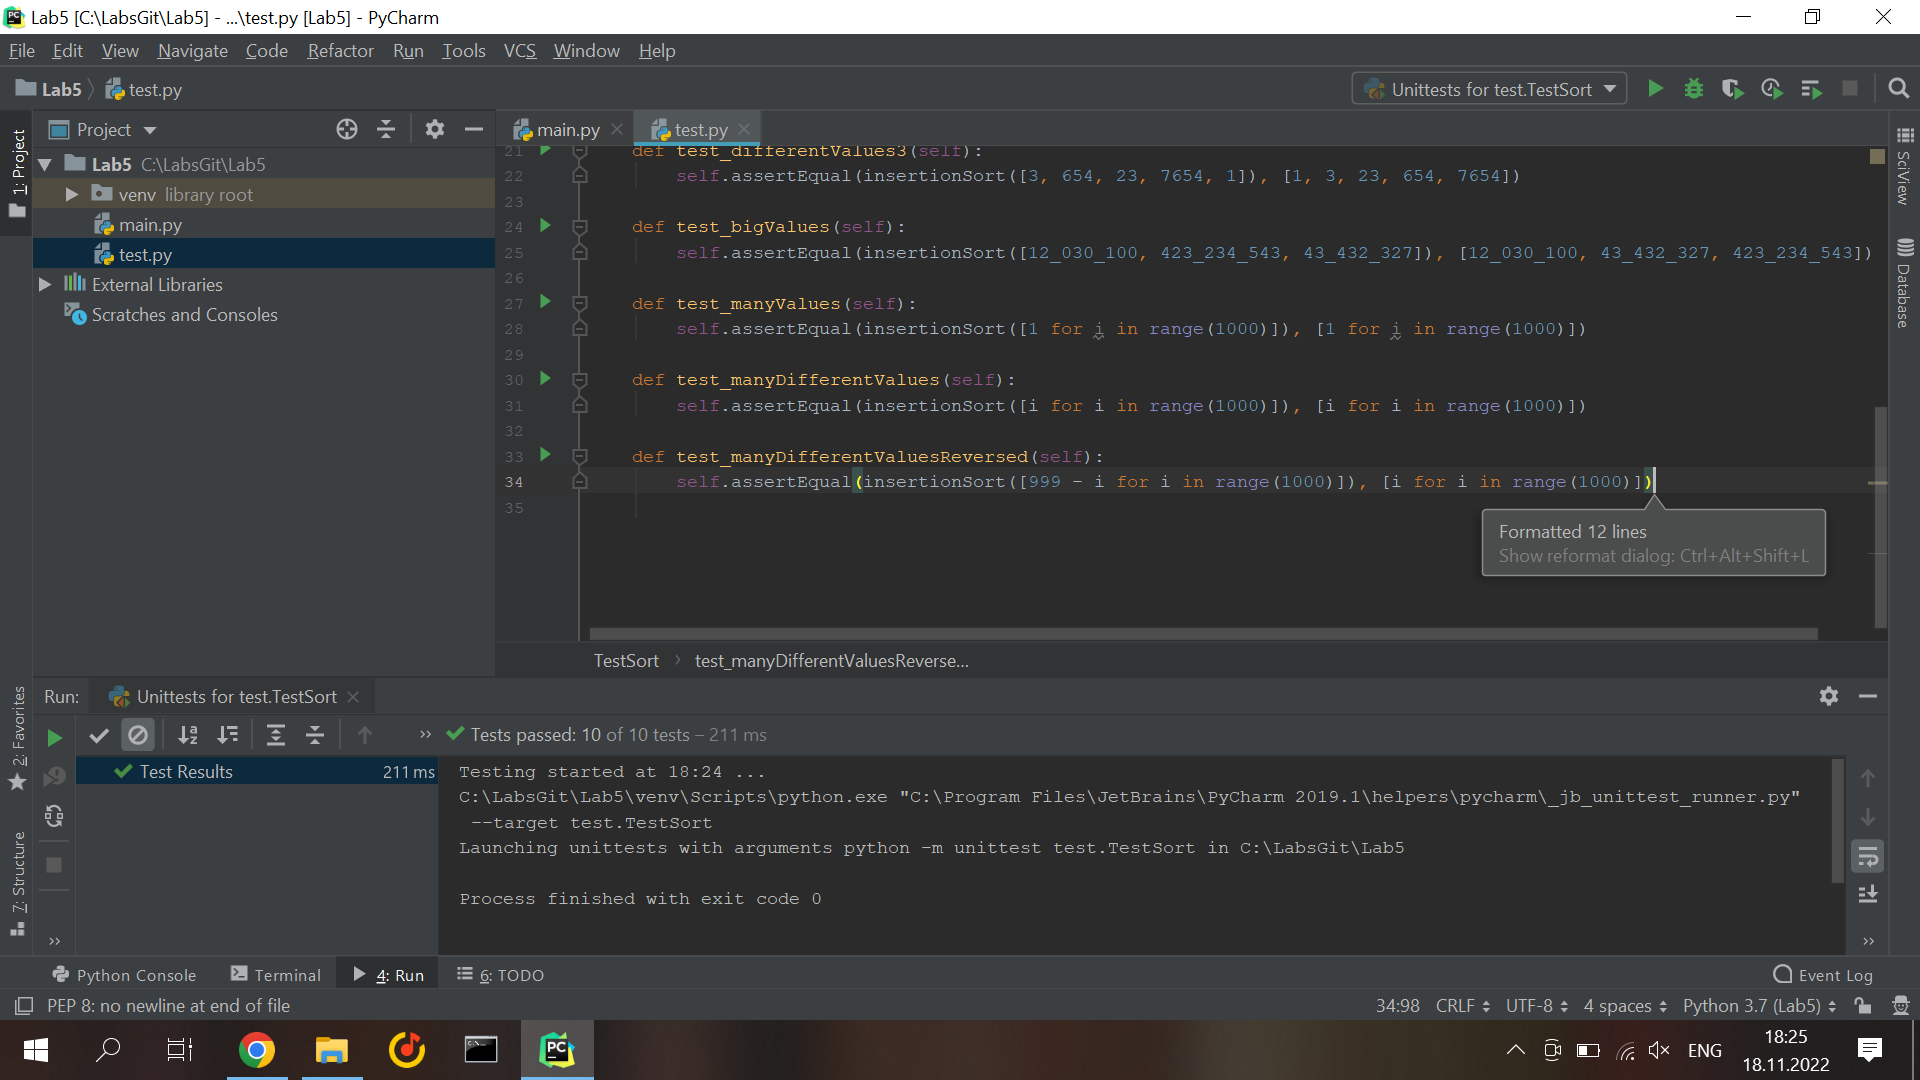 Lab5 [C:\LabsGit\Lab5] - ...\test.py [Lab5] - PyCharm
File Edit View Navigate Code Refactor Run Tools VCS Window Help
Lab5 test.py
Unittests for test.TestSort
1: Project
Project
Lab5 C:\LabsGit\Lab5
venv library root
main.py
test.py
External Libraries
Scratches and Consoles
main.py test.py
21 def test_differentValues3(self):
22 self.assertEqual(insertionSort([3, 654, 23, 7654, 1]), [1, 3, 23, 654, 7654])
23
24 def test_bigValues(self):
25 self.assertEqual(insertionSort([12_030_100, 423_234_543, 43_432_327]), [12_030_100, 43_432_327, 423_234_543])
26
27 def test_manyValues(self):
28 self.assertEqual(insertionSort([1 for i in range(1000)]), [1 for i in range(1000)])
29
30 def test_manyDifferentValues(self):
31 self.assertEqual(insertionSort([i for i in range(1000)]), [i for i in range(1000)])
32
33 def test_manyDifferentValuesReversed(self):
34 self.assertEqual(insertionSort([999 - i for i in range(1000)]), [i for i in range(1000)])
35
Formatted 12 lines
Show reformat dialog: Ctrl+Alt+Shift+L
TestSort › test_manyDifferentValuesReverse...
SciView
Database
Run: Unittests for test.TestSort
2: Favorites
7: Structure
» Tests passed: 10 of 10 tests – 211 ms
Test Results 211 ms
Testing started at 18:24 ...
C:\LabsGit\Lab5\venv\Scripts\python.exe "C:\Program Files\JetBrains\PyCharm 2019.1\helpers\pycharm\_jb_unittest_runner.py"
--target test.TestSort
Launching unittests with arguments python -m unittest test.TestSort in C:\LabsGit\Lab5
Process finished with exit code 0
Python Console Terminal 4: Run 6: TODO Event Log
PEP 8: no newline at end of file
34:98 CRLF UTF-8 4 spaces Python 3.7 (Lab5)
PC
ENG
18:25
18.11.2022